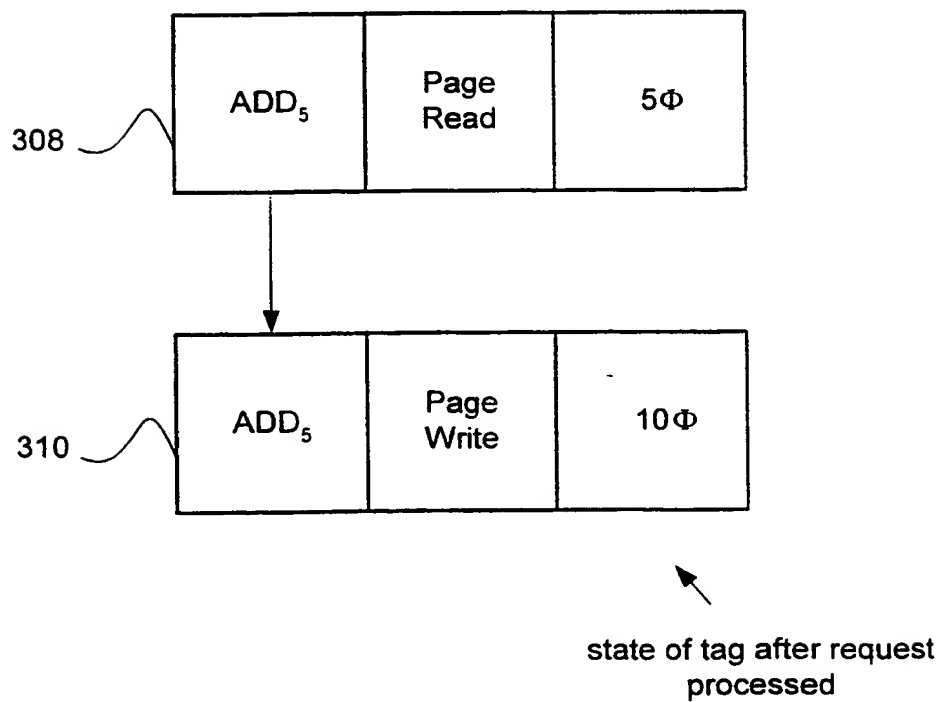 ADD₅
Page
Read
5Φ
308
ADD₅
Page
Write
10Φ
310
state of tag after request
processed